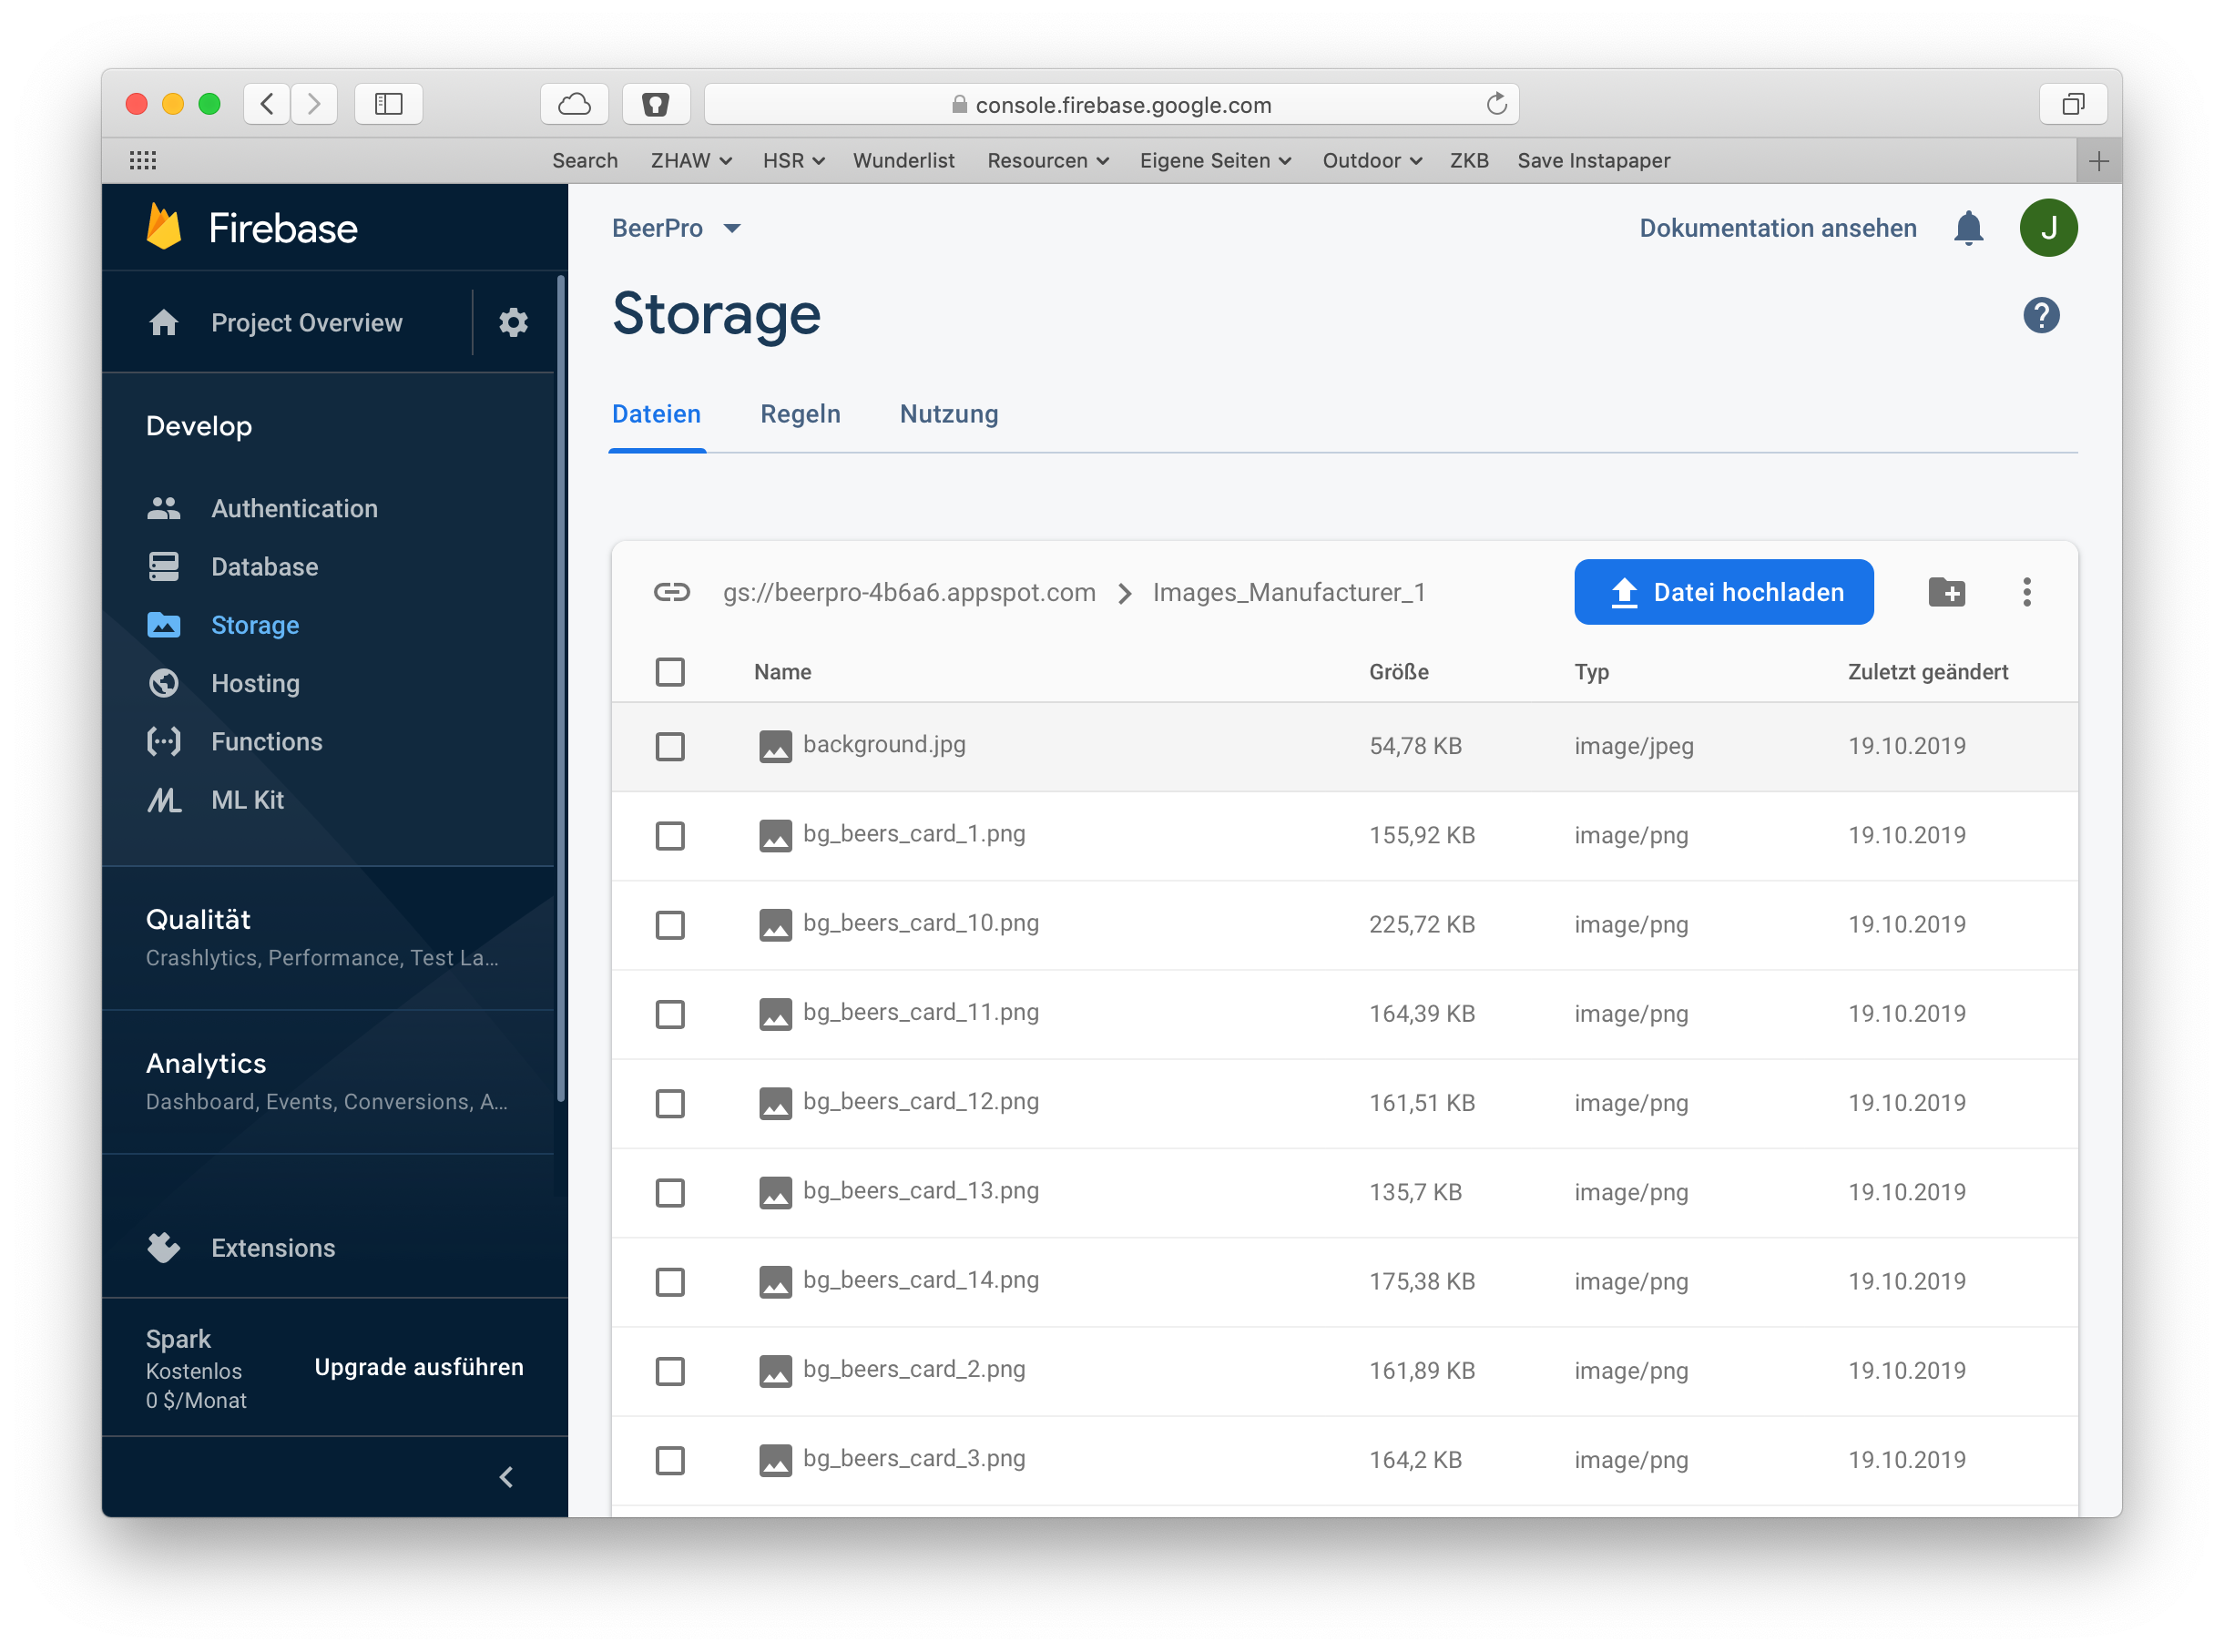 console.firebase.google.com
Search ZHAW HSR Wunderlist Resourcen Eigene Seiten Outdoor ZKB Save Instapaper
Firebase
Project Overview
Develop
Authentication
Database
Storage
Hosting
Functions
ML Kit
Qualität
Crashlytics, Performance, Test La…
Analytics
Dashboard, Events, Conversions, A…
Extensions
Spark
Kostenlos
0 $/Monat
Upgrade ausführen
BeerPro
Dokumentation ansehen
J
Storage
?
Dateien Regeln Nutzung
gs://beerpro-4b6a6.appspot.com > Images_Manufacturer_1
Datei hochladen
Name Größe Typ Zuletzt geändert
background.jpg 54,78 KB image/jpeg 19.10.2019
bg_beers_card_1.png 155,92 KB image/png 19.10.2019
bg_beers_card_10.png 225,72 KB image/png 19.10.2019
bg_beers_card_11.png 164,39 KB image/png 19.10.2019
bg_beers_card_12.png 161,51 KB image/png 19.10.2019
bg_beers_card_13.png 135,7 KB image/png 19.10.2019
bg_beers_card_14.png 175,38 KB image/png 19.10.2019
bg_beers_card_2.png 161,89 KB image/png 19.10.2019
bg_beers_card_3.png 164,2 KB image/png 19.10.2019